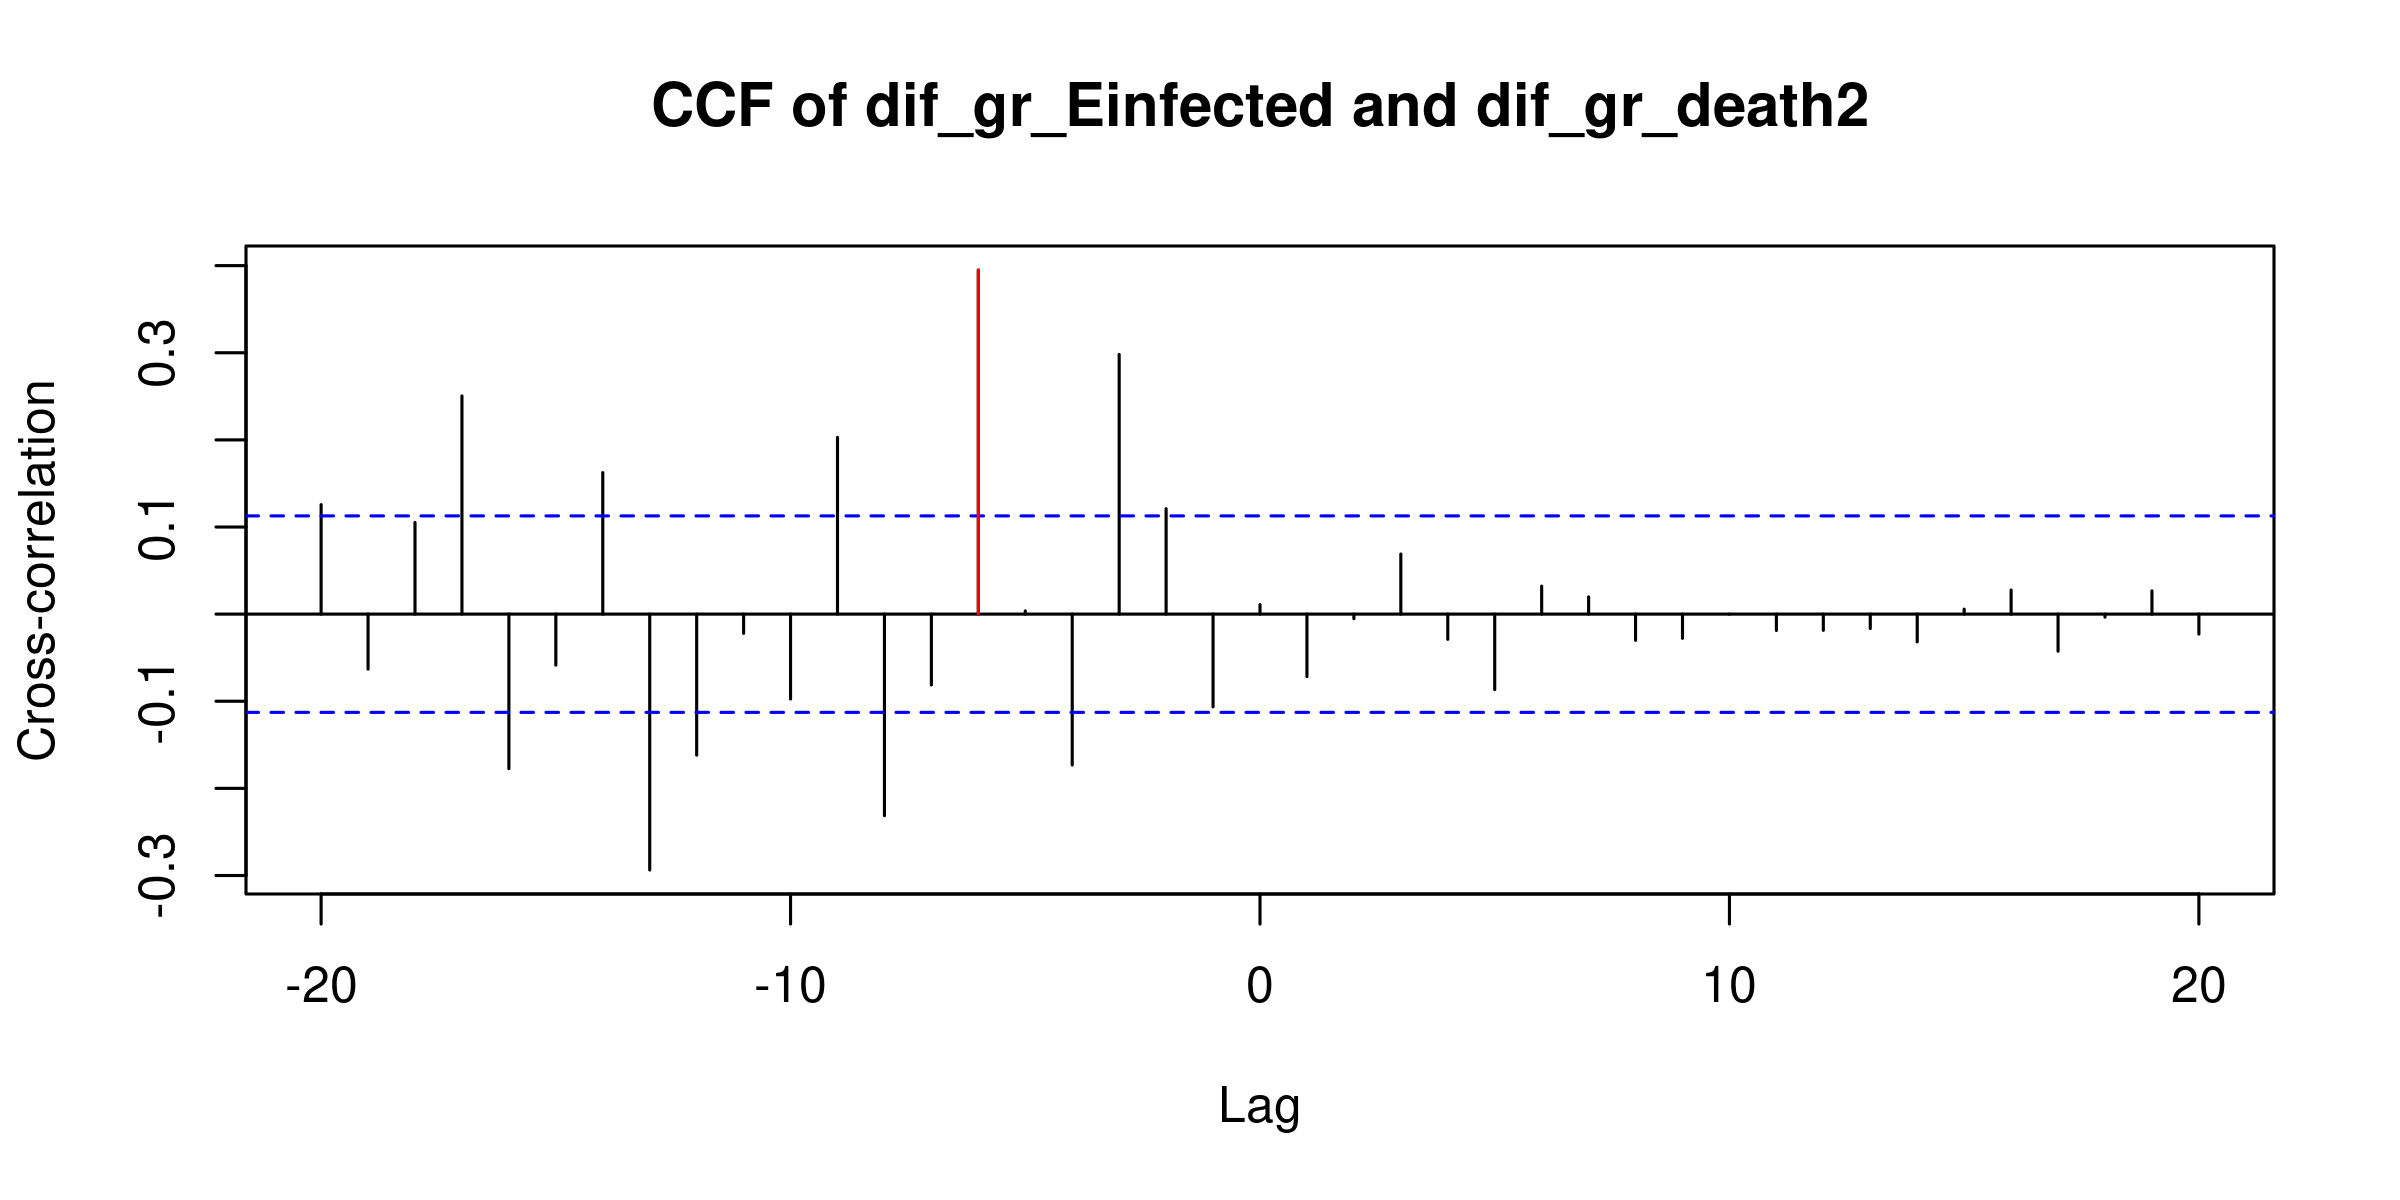 CCF of dif_gr_Einfected and dif_gr_death2
Cross-correlation
0.3
0.1
-0.1
-0.3
-20 -10 0 10 20
Lag